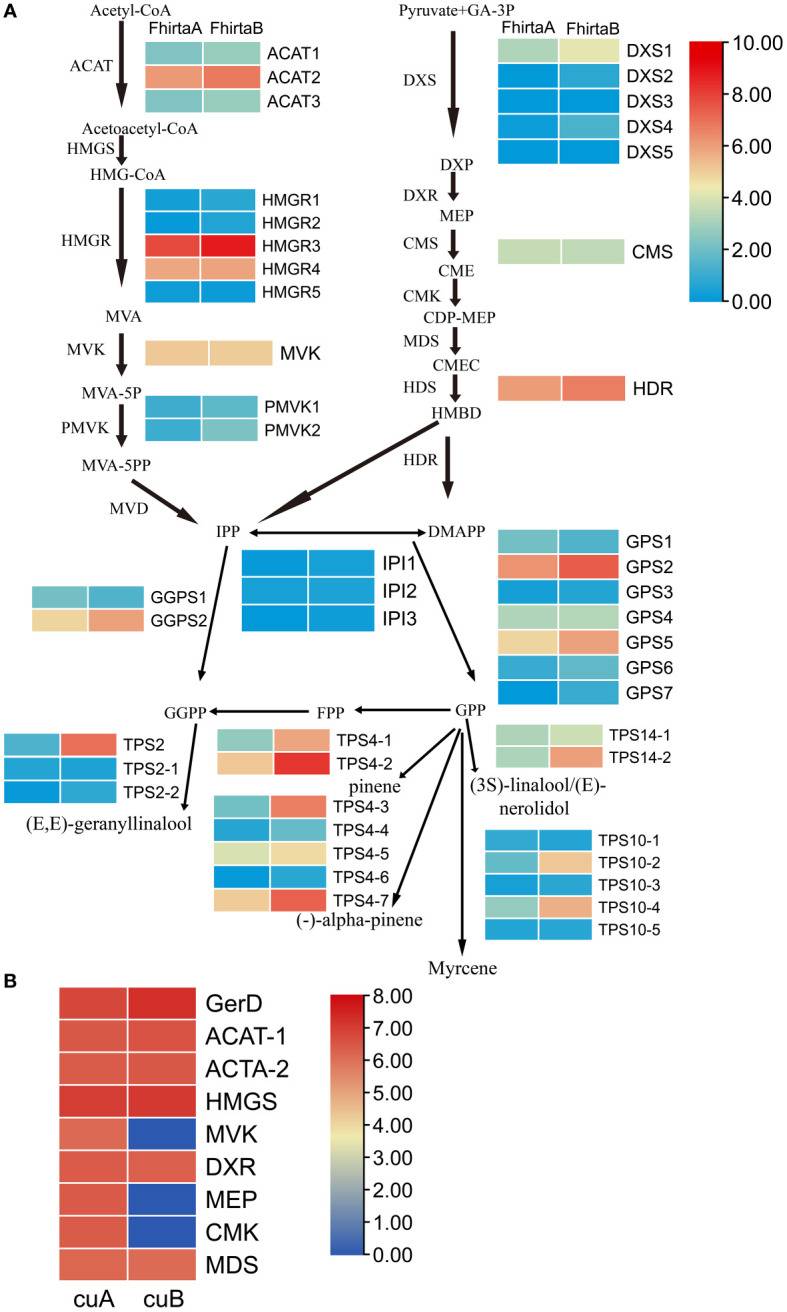 A
Acetyl-CoA
FhirtaA FhirtaB
ACAT
ACAT1
ACAT2
ACAT3
Acetoacetyl-CoA
HMGS
HMG-CoA
HMGR
HMGR1
HMGR2
HMGR3
HMGR4
HMGR5
MVA
MVK
MVK
MVA-5P
PMVK
PMVK1
PMVK2
MVA-5PP
MVD
Pyruvate+GA-3P
FhirtaA FhirtaB
DXS
DXS1
DXS2
DXS3
DXS4
DXS5
DXP
DXR
MEP
CMS
CMS
CME
CMK
CDP-MEP
MDS
CMEC
HDS
HDR
HMBD
HDR
10.00
8.00
6.00
4.00
2.00
0.00
IPP
DMAPP
IPI1
IPI2
IPI3
GGPS1
GGPS2
GPS1
GPS2
GPS3
GPS4
GPS5
GPS6
GPS7
GGPP
FPP
GPP
TPS2
TPS2-1
TPS2-2
(E,E)-geranyllinalool
TPS4-1
TPS4-2
pinene
TPS4-3
TPS4-4
TPS4-5
TPS4-6
TPS4-7
(-)-alpha-pinene
TPS14-1
TPS14-2
(3S)-linalool/(E)-
nerolidol
TPS10-1
TPS10-2
TPS10-3
TPS10-4
TPS10-5
Myrcene
B
GerD
ACAT-1
ACTA-2
HMGS
MVK
DXR
MEP
CMK
MDS
cuA cuB
8.00
7.00
6.00
5.00
4.00
3.00
2.00
1.00
0.00